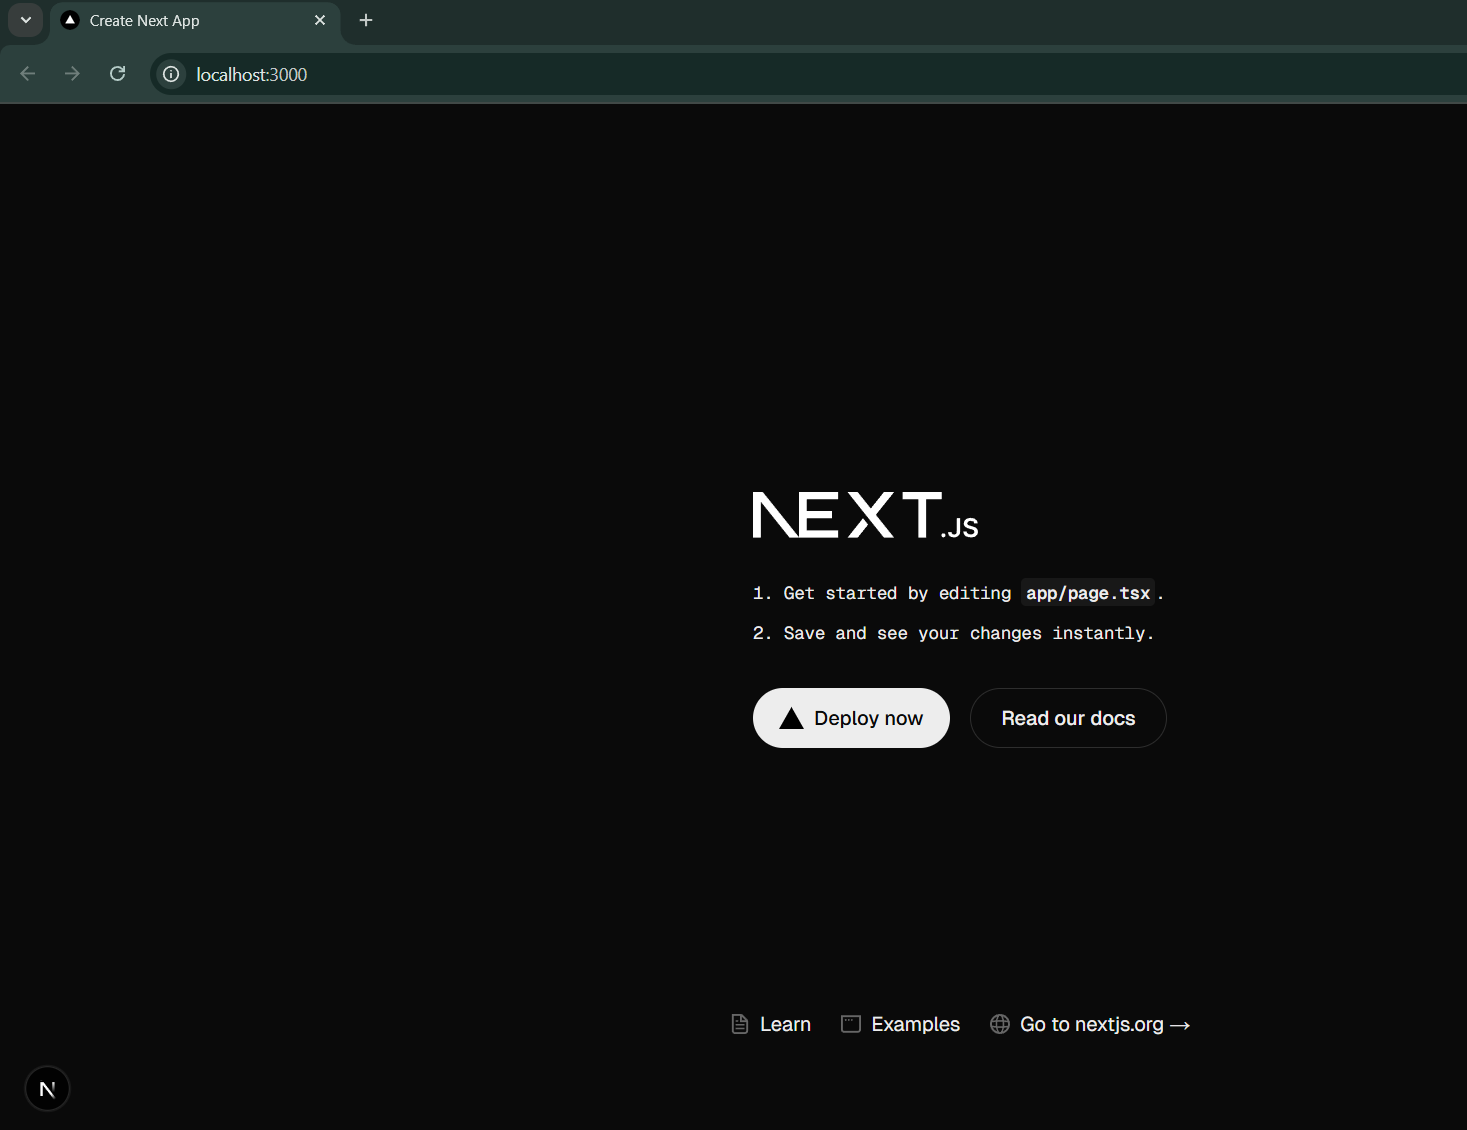 Create Next App
localhost:3000
NEXT.JS
1. Get started by editing app/page.tsx.
2. Save and see your changes instantly.
Deploy now
Read our docs
Learn
Examples
Go to nextjs.org →
N